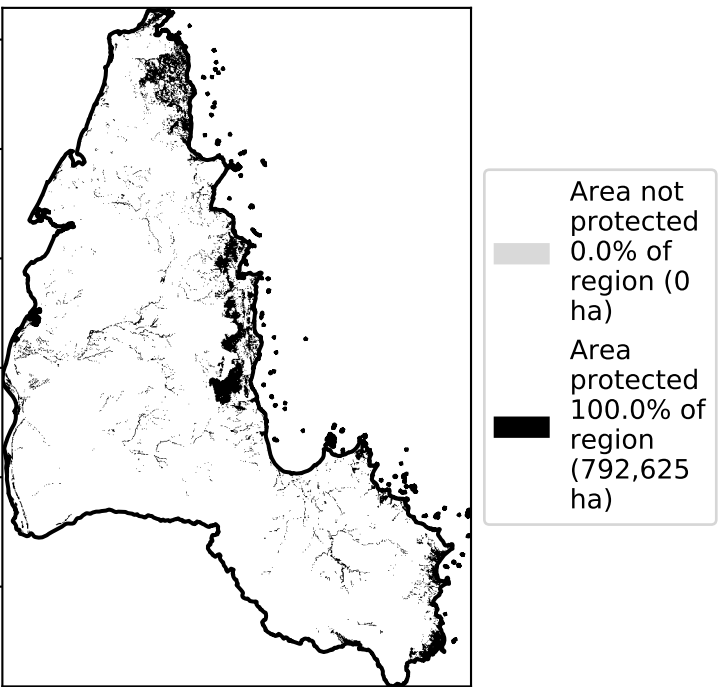 Area not
protected
0.0% of
region (0
ha)
Area
protected
100.0% of
region
(792,625
ha)